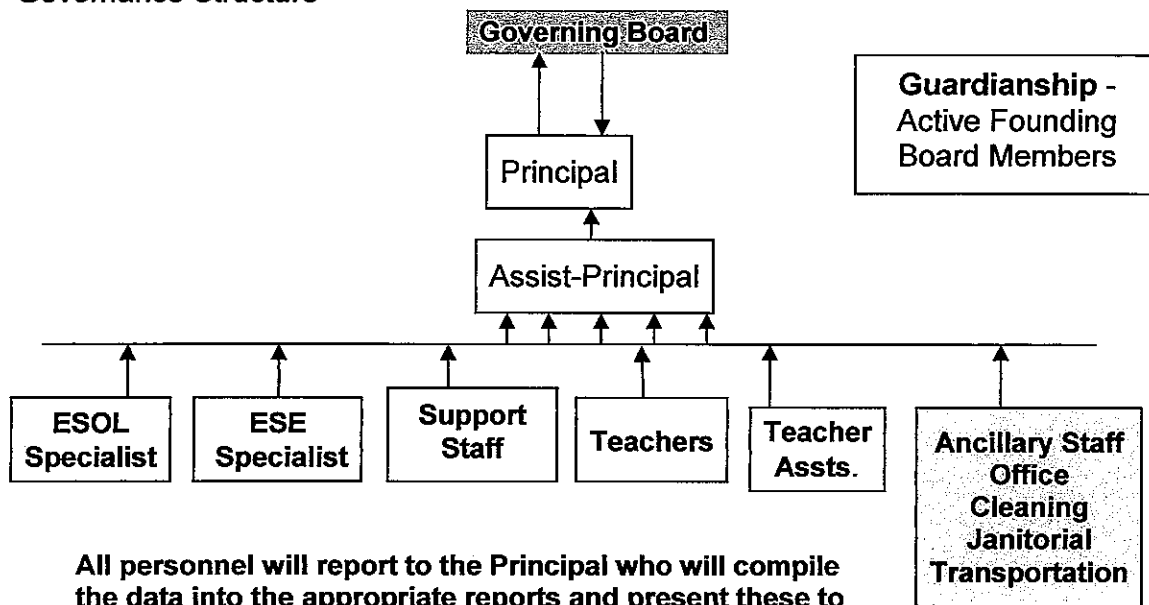 Governance Structure
Governing Board
Guardianship -
Active Founding
Board Members
Principal
Assist-Principal
ESOL
Specialist
ESE
Specialist
Support
Staff
Teachers
Teacher
Assts.
Ancillary Staff
Office
Cleaning
Janitorial
Transportation
All personnel will report to the Principal who will compile
the data into the appropriate reports and present these to